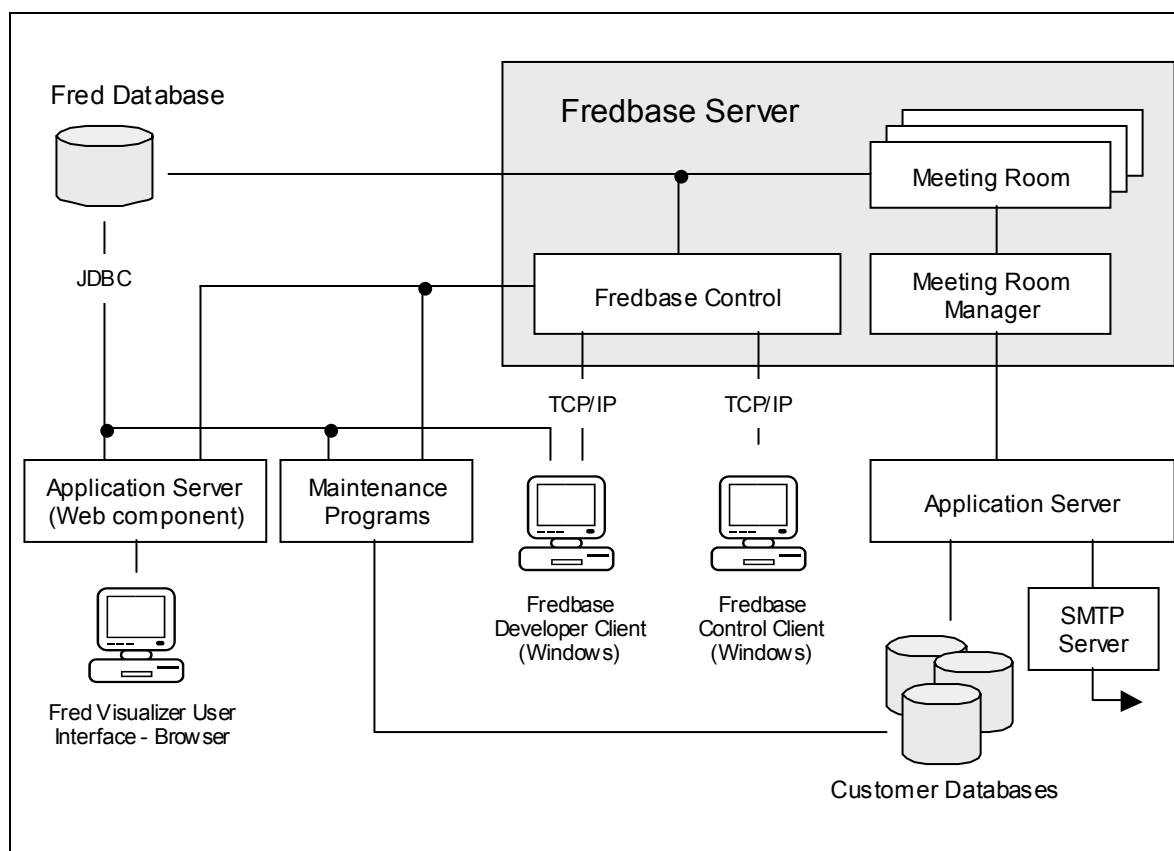 Fred Database
Fredbase Server
Meeting Room
JDBC
Fredbase Control
Meeting Room
Manager
TCP/IP
TCP/IP
Application Server
(Web component)
Maintenance
Programs
Application Server
Fredbase
Developer Client
(Windows)
Fredbase
Control Client
(Windows)
SMTP
Server
Fred Visualizer User
Interface - Browser
Customer Databases